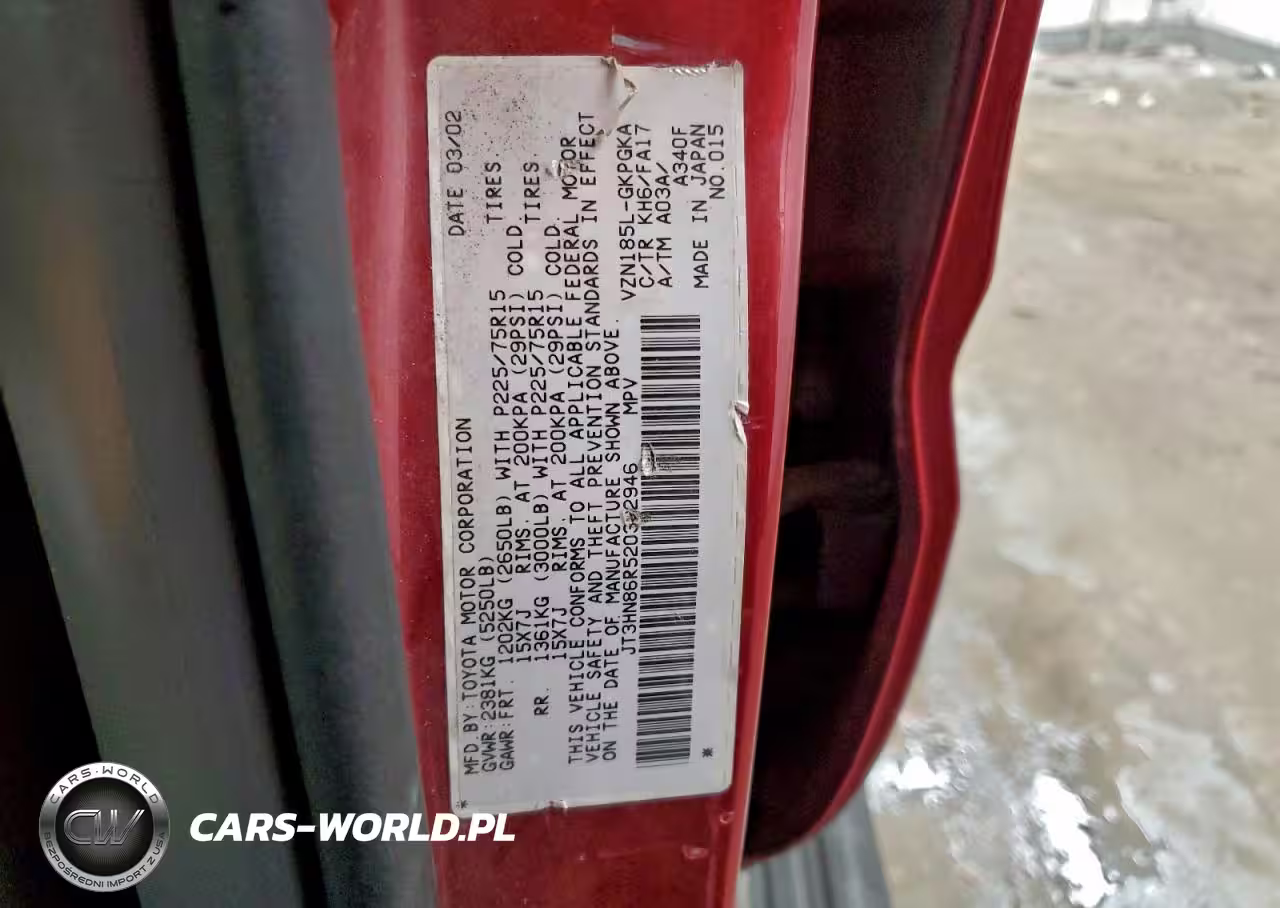 MFD.BY:TOYOTA MOTOR CORPORATION DATE 03/02
GVWR:2381KG (5250LB)
GAWR:FRT. 1202KG (2650LB) WITH P225/75R15 TIRES.
15X7J RIMS. AT 200KPA (29PSI) COLD.
RR. 1361KG (3000LB) WITH P225/75R15 TIRES.
15X7J RIMS. AT 200KPA (29PSI) COLD.
THIS VEHICLE CONFORMS TO ALL APPLICABLE FEDERAL MOTOR
VEHICLE SAFETY AND THEFT PREVENTION STANDARDS IN EFFECT
ON THE DATE OF MANUFACTURE SHOWN ABOVE.
MPV VZN185L-GKPGKA
C/TR KH6/FA17
A/TM A03A/
A340F
MADE IN JAPAN
NO.015
CARS-WORLD
CW
BEZPOŚREDNI IMPORT Z USA
CARS-WORLD.PL